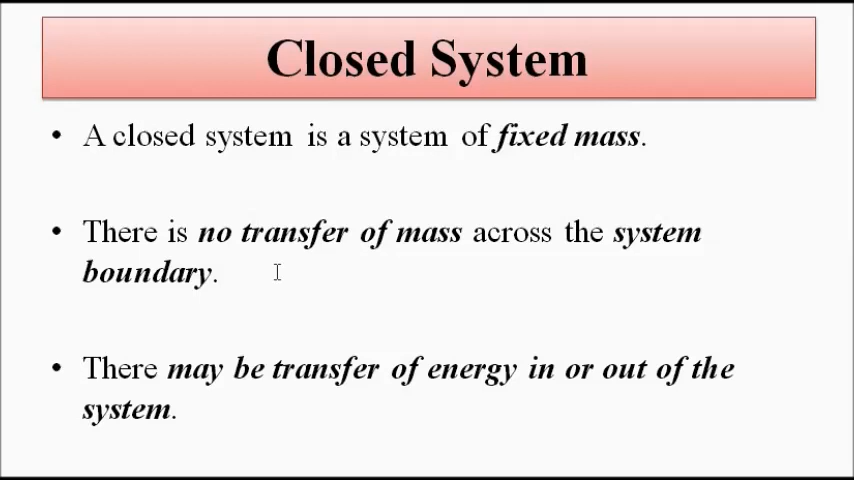 Closed System
• A closed system is a system of fixed mass.
• There is no transfer of mass across the system
boundary.
• There may be transfer of energy in or out of the
system.